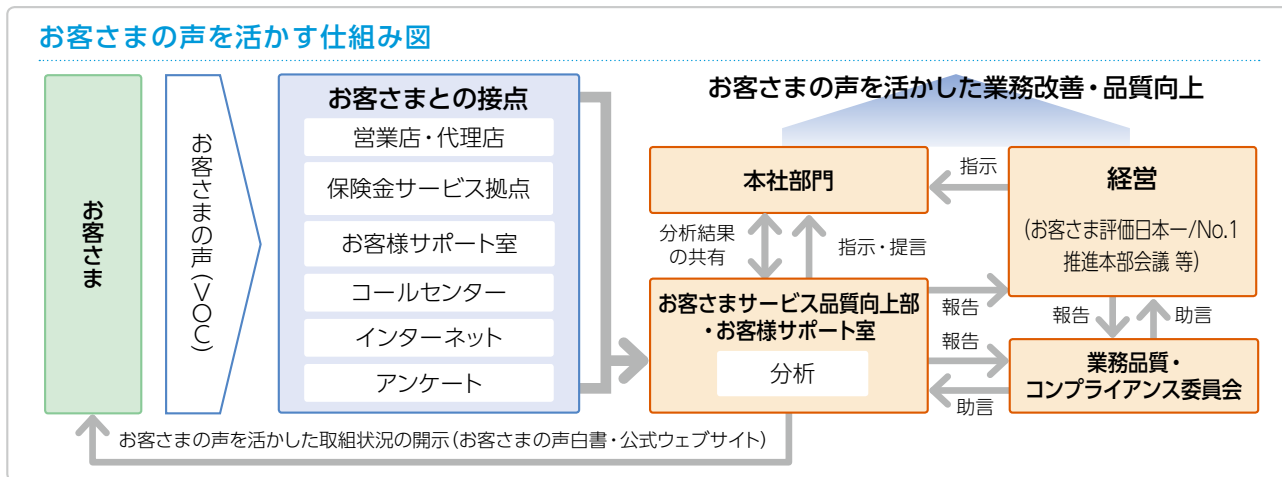 お客さまの声を活かす仕組み図
お客さま
お客さまの声(VOC)
お客さまとの接点
営業店・代理店
保険金サービス拠点
お客様サポート室
コールセンター
インターネット
アンケート
お客さまの声を活かした業務改善・品質向上
本社部門
指示
経営
(お客さま評価日本一/No.1
推進本部会議 等)
分析結果
の共有
指示・提言
お客さまサービス品質向上部
・お客様サポート室
分析
報告
報告
助言
報告
助言
業務品質・
コンプライアンス委員会
お客さまの声を活かした取組状況の開示(お客さまの声白書・公式ウェブサイト)